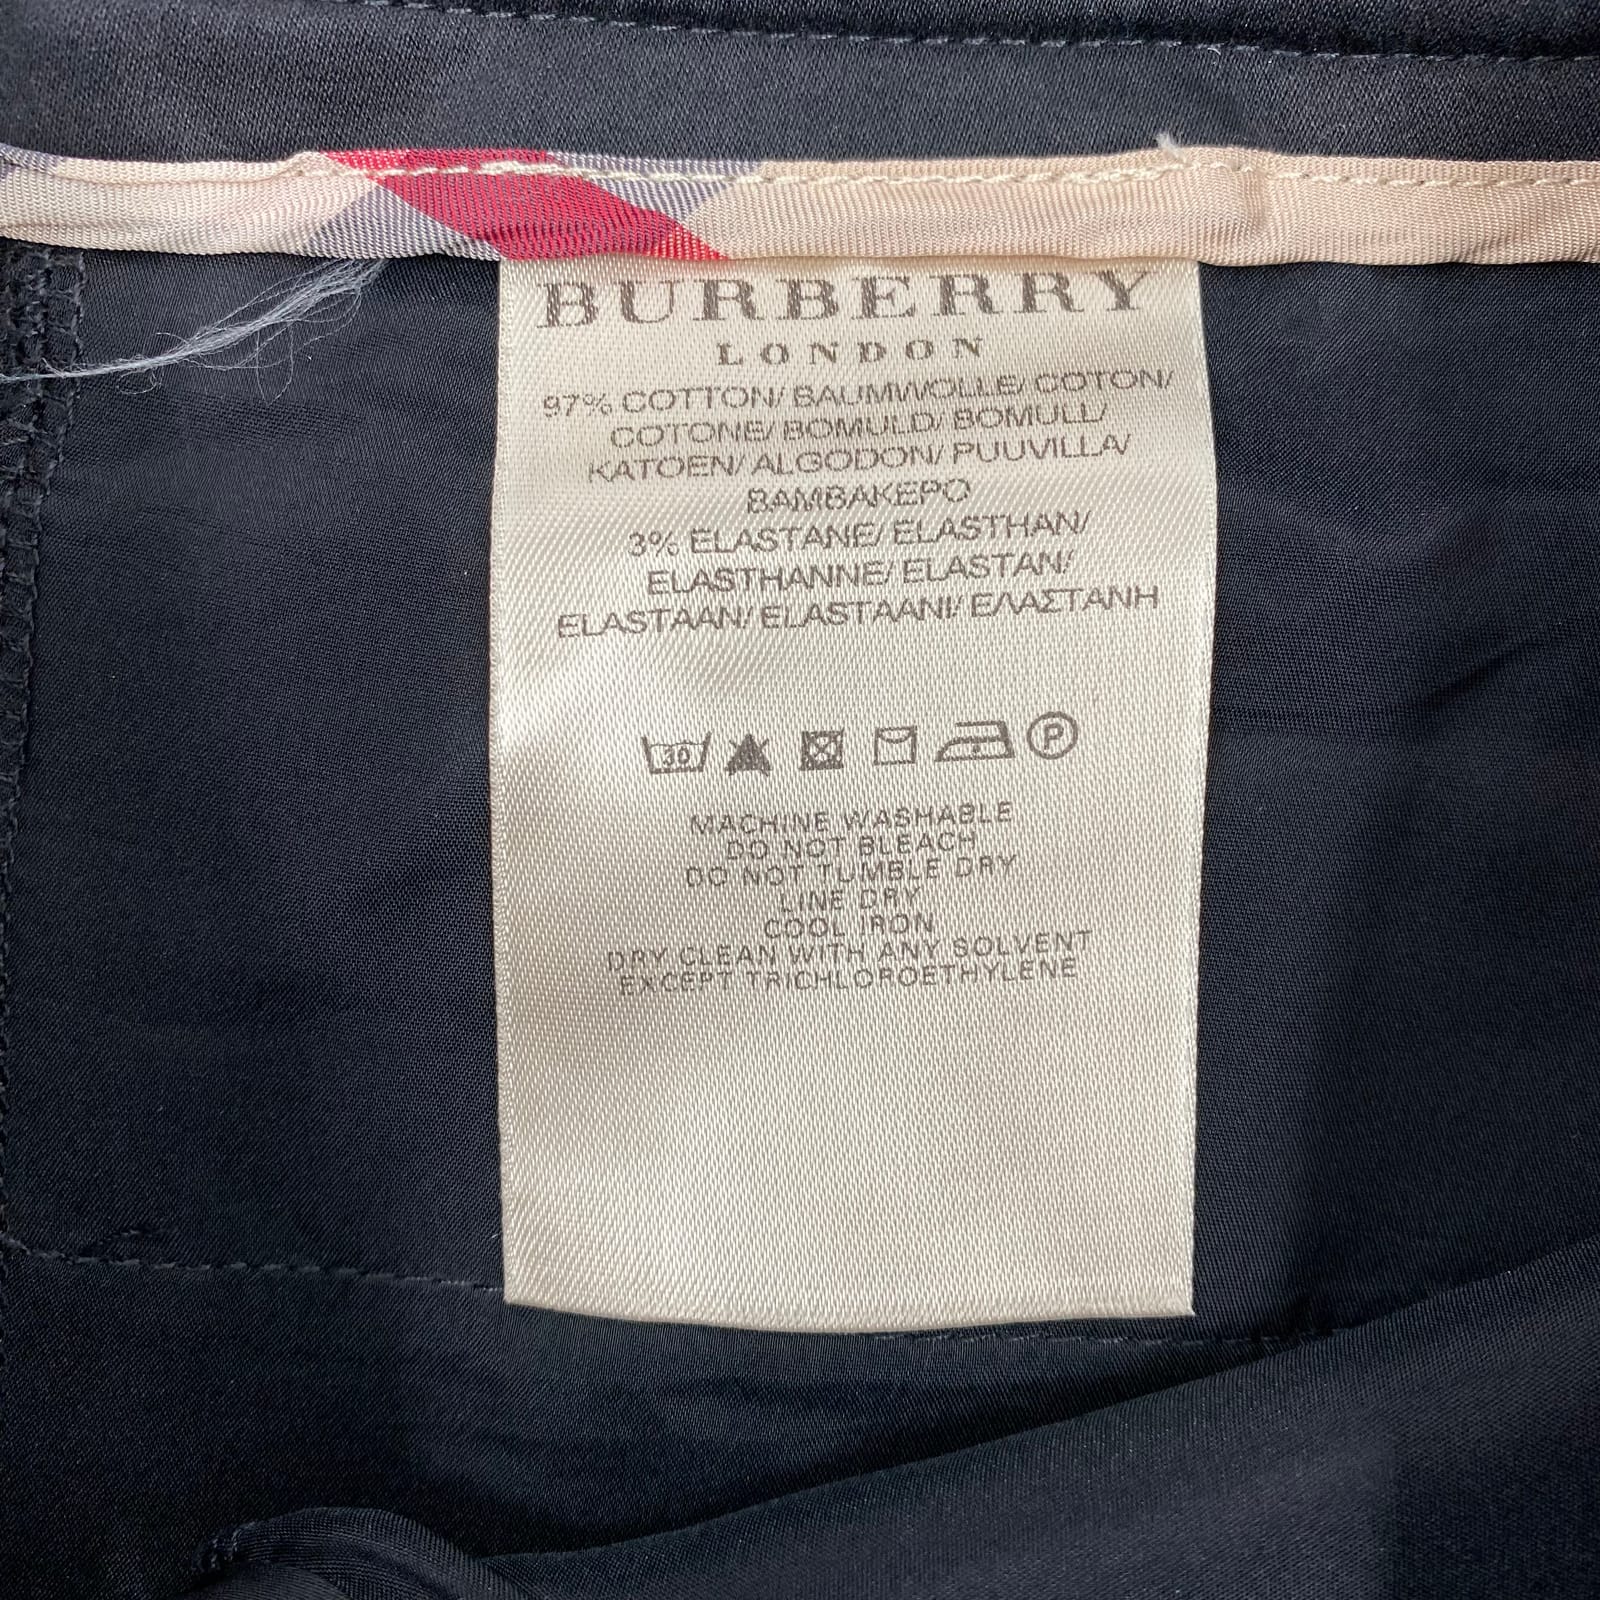 BURBERRY
LONDON
97% COTTON/ BAUMWOLLE/ COTON/
COTONE/ BOMULD/ BOMULL/
KATOEN/ ALGODON/ PUUVILLA/
BAMBAKEPO
3% ELASTANE/ ELASTHAN/
ELASTHANNE/ ELASTAN/
ELASTAAN/ ELASTAANI/ ΕΛΑΣΤΑΝΗ
30 P
MACHINE WASHABLE
DO NOT BLEACH
DO NOT TUMBLE DRY
LINE DRY
COOL IRON
DRY CLEAN WITH ANY SOLVENT
EXCEPT TRICHLOROETHYLENE